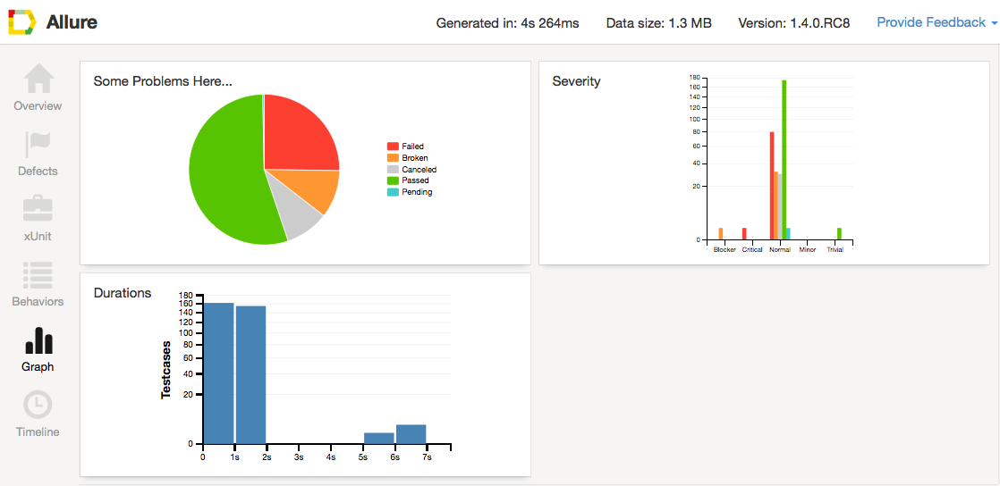 Allure
Generated in: 4s 264ms
Data size: 1.3 MB
Version: 1.4.0.RC8
Provide Feedback
Overview
Defects
xUnit
Behaviors
Graph
Timeline
Some Problems Here...
Failed
Broken
Canceled
Passed
Pending
Severity
180
160
140
120
100
80
60
40
20
0
Blocker Critical Normal Minor Trivial
Durations
Testcases
180
160
140
120
100
80
60
40
20
0
0 1s 2s 3s 4s 5s 6s 7s